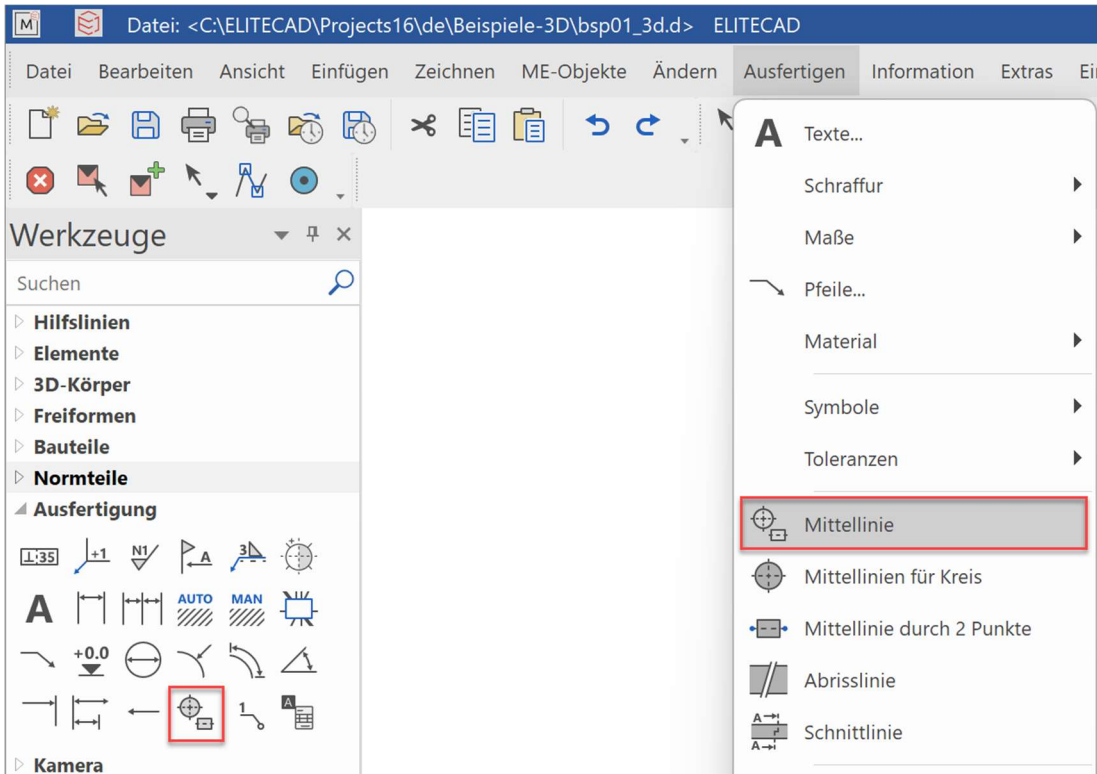 M
Datei: <C:\ELITECAD\Projects16\de\Beispiele-3D\bsp01_3d.d> ELITECAD
Datei Bearbeiten Ansicht Einfügen Zeichnen ME-Objekte Ändern Ausfertigen Information Extras Ei
Werkzeuge
Suchen
Hilfslinien
Elemente
3D-Körper
Freiformen
Bauteile
Normteile
Ausfertigung
⊥:35 +1 N1 A 3
A AUTO MAN
+0.0
1 A
Kamera
A Texte...
Schraffur
Maße
Pfeile...
Material
Symbole
Toleranzen
Mittellinie
Mittellinien für Kreis
Mittellinie durch 2 Punkte
Abrisslinie
A
A Schnittlinie